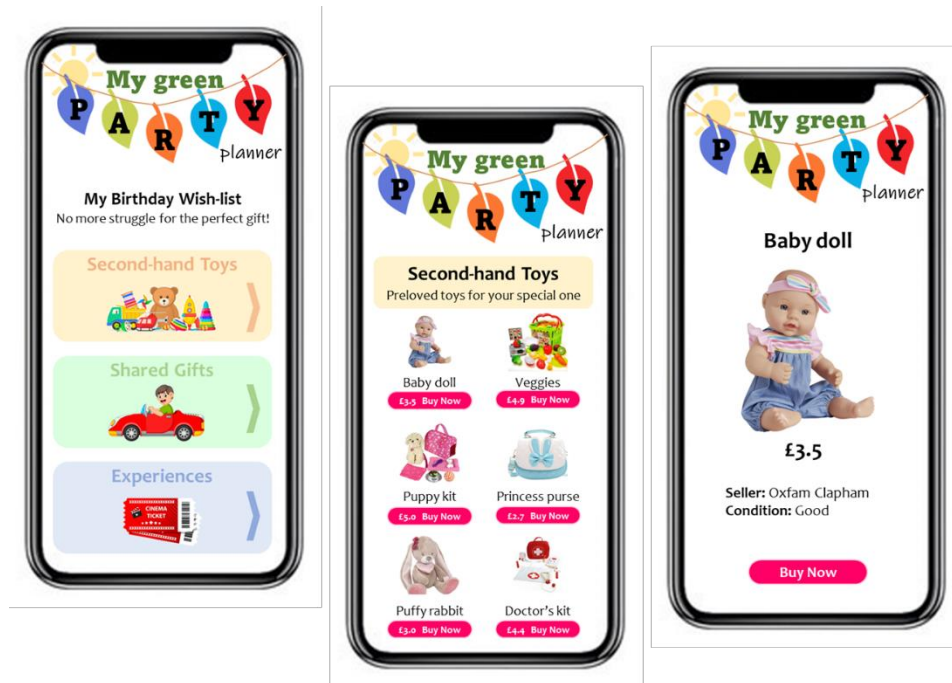 My green
PARTY
planner
My Birthday Wish-list
No more struggle for the perfect gift!
Second-hand Toys
Shared Gifts
Experiences
CINEMA
TICKET
My green
PARTY
planner
Second-hand Toys
Preloved toys for your special one
Baby doll
£3.5 Buy Now
Veggies
£4.9 Buy Now
Puppy kit
£5.0 Buy Now
Princess purse
£2.7 Buy Now
Puffy rabbit
£3.0 Buy Now
Doctor's kit
£4.4 Buy Now
My green
PARTY
planner
Baby doll
£3.5
Seller: Oxfam Clapham
Condition: Good
Buy Now